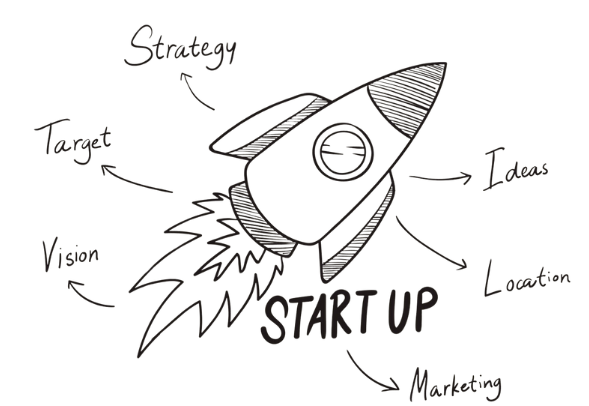 Strategy
Target
Ideas
Vision
Location
START UP
Marketing